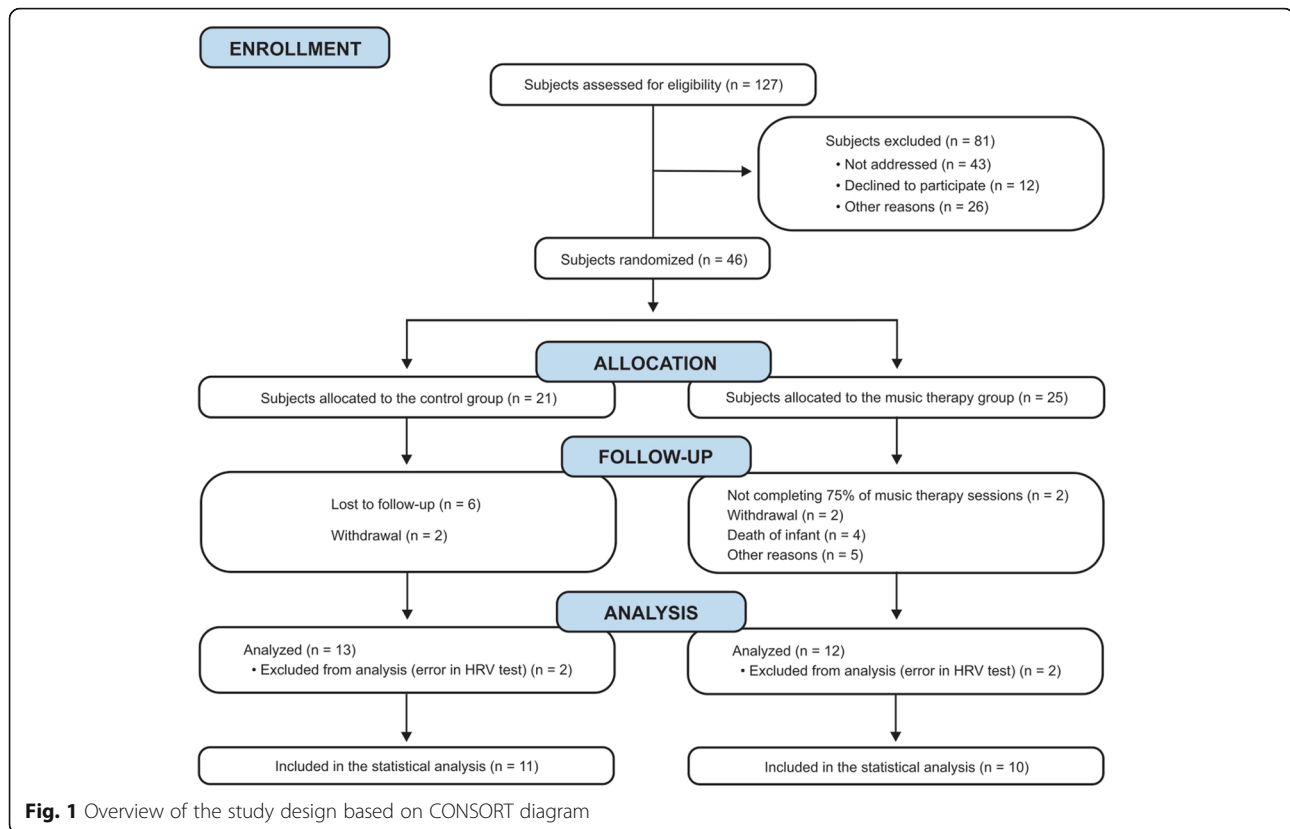 ENROLLMENT
Subjects assessed for eligibility (n = 127)
Subjects excluded (n = 81)
• Not addressed (n = 43)
• Declined to participate (n = 12)
• Other reasons (n = 26)
Subjects randomized (n = 46)
ALLOCATION
Subjects allocated to the control group (n = 21)
Subjects allocated to the music therapy group (n = 25)
FOLLOW-UP
Lost to follow-up (n = 6)
Withdrawal (n = 2)
Not completing 75% of music therapy sessions (n = 2)
Withdrawal (n = 2)
Death of infant (n = 4)
Other reasons (n = 5)
ANALYSIS
Analyzed (n = 13)
• Excluded from analysis (error in HRV test) (n = 2)
Analyzed (n = 12)
• Excluded from analysis (error in HRV test) (n = 2)
Included in the statistical analysis (n = 11)
Included in the statistical analysis (n = 10)
Fig. 1 Overview of the study design based on CONSORT diagram